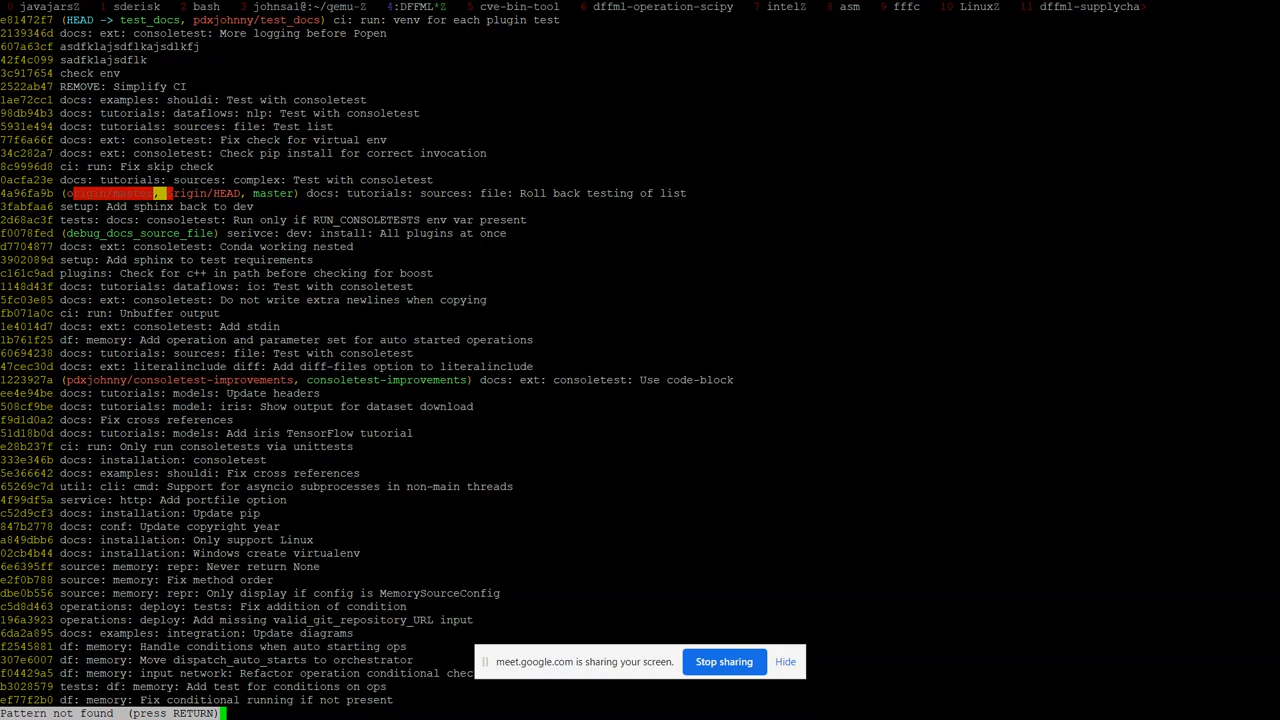 0 javajarsZ 1 sderisk 2 bash 3 johnsa1@:~/qemu-Z 4:DFFML*Z 5 cve-bin-tool 6 dffml-operation-scipy 7 intelZ 8 asm 9 fffc 10 LinuxZ 11 dffml-supplycha>
e81472f7 (HEAD -> test_docs, pdxjohnny/test_docs) ci: run: venv for each plugin test
2139346d docs: ext: consoletest: More logging before Popen
607a63cf asdfklajsdflkajsdlkfj
42f4c099 sadfklajsdflk
3c917654 check env
2522ab47 REMOVE: Simplify CI
1ae72cc1 docs: examples: shouldi: Test with consoletest
98db94b3 docs: tutorials: dataflows: nlp: Test with consoletest
5931e494 docs: tutorials: sources: file: Test list
77f6a66f docs: ext: consoletest: Fix check for virtual env
34c282a7 docs: ext: consoletest: Check pip install for correct invocation
8c9996d8 ci: run: Fix skip check
0acfa23e docs: tutorials: sources: complex: Test with consoletest
4a96fa9b (origin/master, origin/HEAD, master) docs: tutorials: sources: file: Roll back testing of list
3fabfaa6 setup: Add sphinx back to dev
2d68ac3f tests: docs: consoletest: Run only if RUN_CONSOLETESTS env var present
f0078fed (debug_docs_source_file) serivce: dev: install: All plugins at once
d7704877 docs: ext: consoletest: Conda working nested
3902089d setup: Add sphinx to test requirements
c161c9ad plugins: Check for c++ in path before checking for boost
1148d43f docs: tutorials: dataflows: io: Test with consoletest
5fc03e85 docs: ext: consoletest: Do not write extra newlines when copying
fb071a0c ci: run: Unbuffer output
1e4014d7 docs: ext: consoletest: Add stdin
1b761f25 df: memory: Add operation and parameter set for auto started operations
60694238 docs: tutorials: sources: file: Test with consoletest
47cec30d docs: ext: literalinclude diff: Add diff-files option to literalinclude
1223927a (pdxjohnny/consoletest-improvements, consoletest-improvements) docs: ext: consoletest: Use code-block
ee4e94be docs: tutorials: models: Update headers
508cf9be docs: tutorials: model: iris: Show output for dataset download
f9d1d0a2 docs: Fix cross references
51d18b0d docs: tutorials: models: Add iris TensorFlow tutorial
e28b237f ci: run: Only run consoletests via unittests
333e346b docs: installation: consoletest
5e366642 docs: examples: shouldi: Fix cross references
65269c7d util: cli: cmd: Support for asyncio subprocesses in non-main threads
4f99df5a service: http: Add portfile option
c52d9cf3 docs: installation: Update pip
847b2778 docs: conf: Update copyright year
a849dbb6 docs: installation: Only support Linux
02cb4b44 docs: installation: Windows create virtualenv
6e6395ff source: memory: repr: Never return None
e2f0b788 source: memory: Fix method order
dbe0b556 source: memory: repr: Only display if config is MemorySourceConfig
c5d8d463 operations: deploy: tests: Fix addition of condition
196a3923 operations: deploy: Add missing valid_git_repository_URL input
6da2a895 docs: examples: integration: Update diagrams
f2545881 df: memory: Handle conditions when auto starting ops
307e6007 df: memory: Move dispatch_auto_starts to orchestrator
f04429a5 df: memory: input network: Refactor operation conditional chec
b3028579 tests: df: memory: Add test for conditions on ops
ef77f2b0 df: memory: Fix conditional running if not present
Pattern not found (press RETURN)
meet.google.com is sharing your screen. Stop sharing Hide